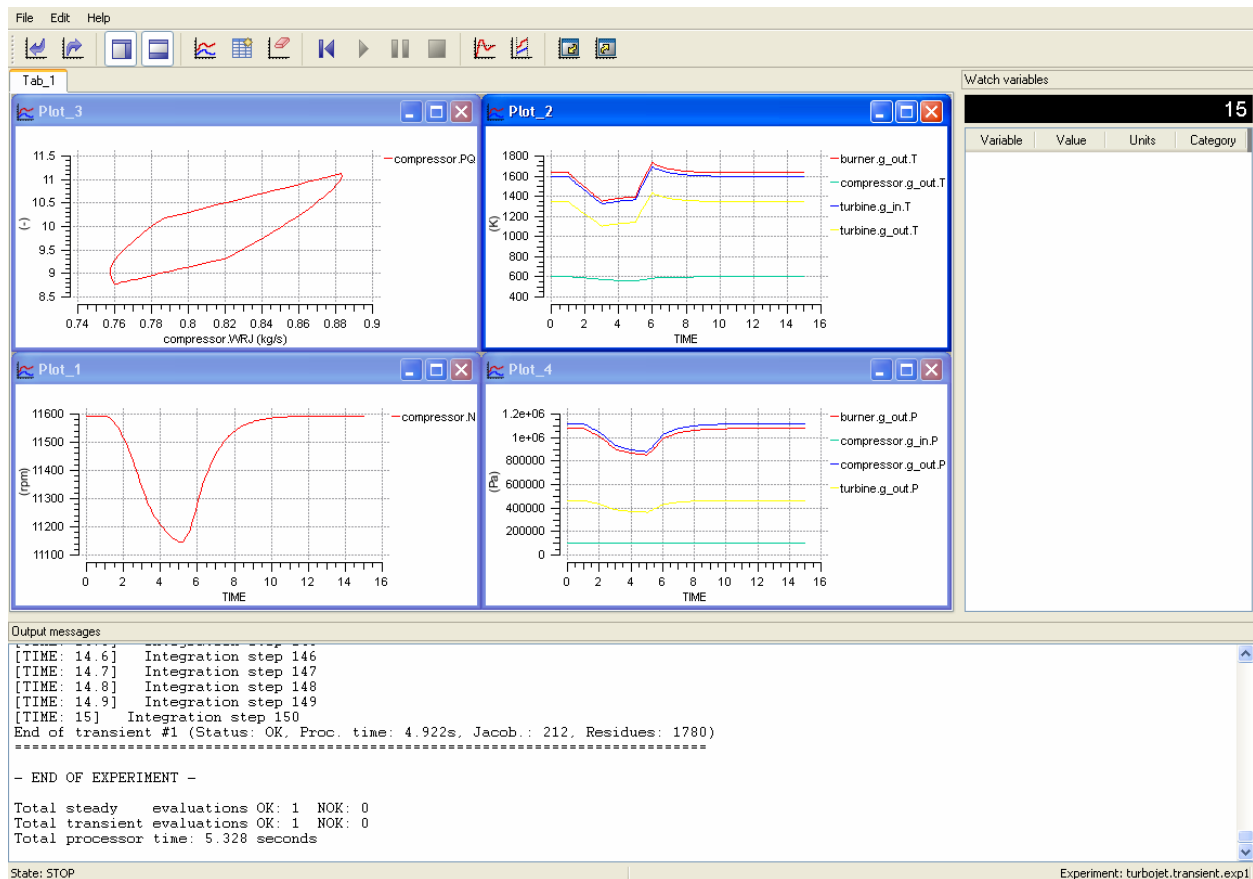 File Edit Help
Tab_1
Plot_3
11.5
11
10.5
10
9.5
9
8.5
(-)
0.74 0.76 0.78 0.8 0.82 0.84 0.86 0.88 0.9
compressor.WRJ (kg/s)
compressor.PQ
Plot_2
1800
1600
1400
1200
1000
800
600
400
(K)
0 2 4 6 8 10 12 14 16
TIME
burner.g_out.T
compressor.g_out.T
turbine.g_in.T
turbine.g_out.T
Plot_1
11600
11500
11400
11300
11200
11100
(rpm)
0 2 4 6 8 10 12 14 16
TIME
compressor.N
Plot_4
1.2e+06
1e+06
800000
600000
400000
200000
0
(Pa)
0 2 4 6 8 10 12 14 16
TIME
burner.g_out.P
compressor.g_in.P
compressor.g_out.P
turbine.g_out.P
Watch variables
15
Variable Value Units Category
Output messages
[TIME: 14.6] Integration step 146
[TIME: 14.7] Integration step 147
[TIME: 14.8] Integration step 148
[TIME: 14.9] Integration step 149
[TIME: 15] Integration step 150
End of transient #1 (Status: OK, Proc. time: 4.922s, Jacob.: 212, Residues: 1780)
================================================================================
- END OF EXPERIMENT -
Total steady evaluations OK: 1 NOK: 0
Total transient evaluations OK: 1 NOK: 0
Total processor time: 5.328 seconds
State: STOP
Experiment: turbojet.transient.exp1